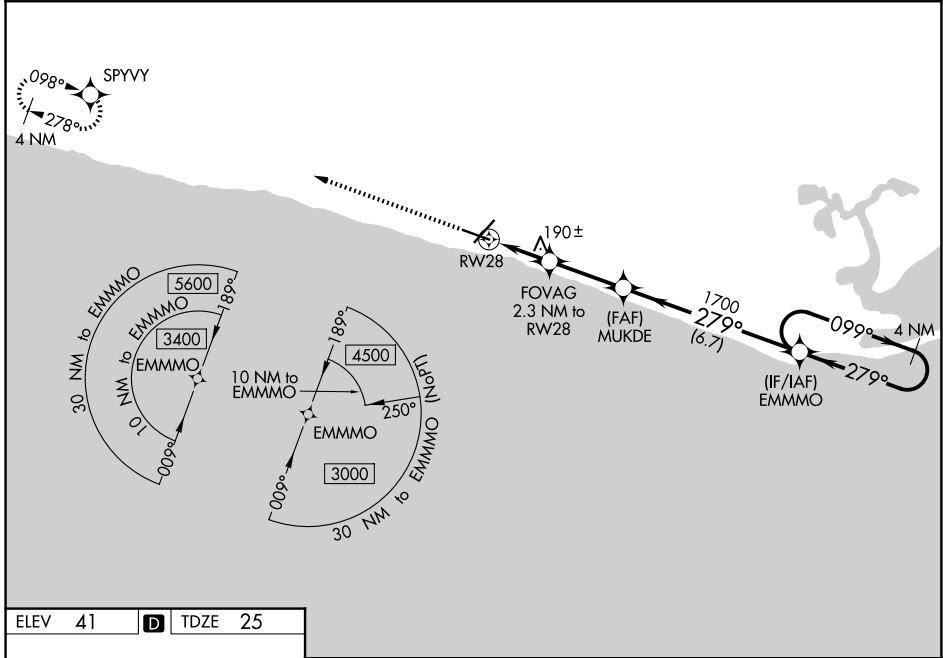 SPYVY
098°
278°
4 NM
190±
RW28
FOVAG
2.3 NM to
RW28
(FAF)
MUKDE
1700
279°
(6.7)
099°
4 NM
279°
(IF/IAF)
EMMMO
30 NM to EMMMO
5600
10 NM to EMMMO
3400
189°
EMMMO
009°
189°
4500
10 NM to
EMMMO
250°
EMMMO
009°
3000
30 NM to EMMMO (NoPT)
ELEV 41 D TDZE 25